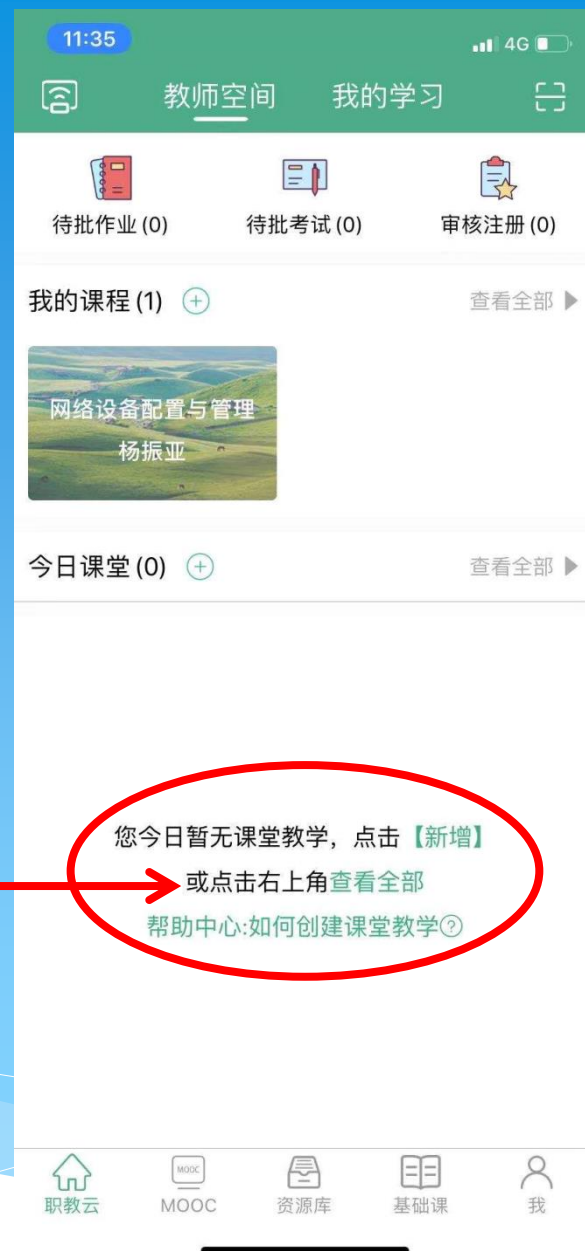 11:35
4G
教师空间
我的学习
待批作业 (0)
待批考试 (0)
审核注册 (0)
我的课程 (1)
查看全部
网络设备配置与管理
杨振亚
今日课堂 (0)
查看全部
您今日暂无课堂教学，点击【新增】
或点击右上角查看全部
帮助中心:如何创建课堂教学?
MOOC
职教云
MOOC
资源库
基础课
我